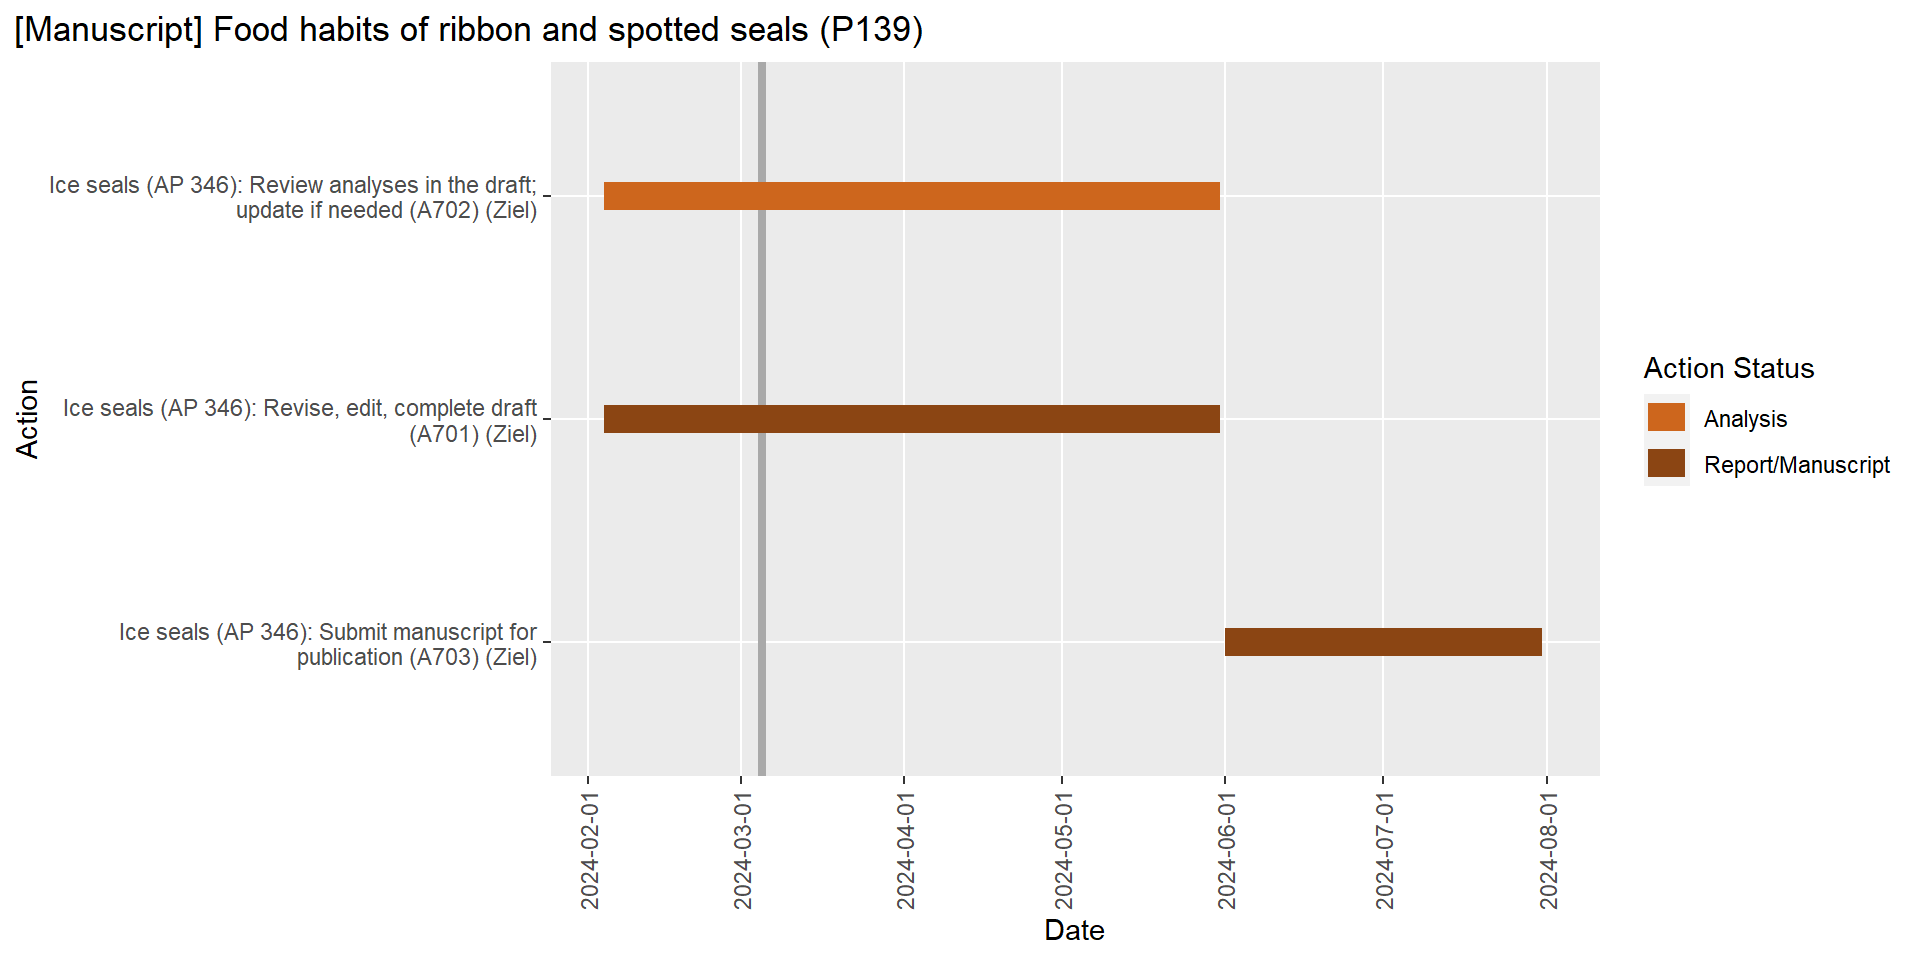 [Manuscript] Food habits of ribbon and spotted seals (P139)
Action
Ice seals (AP 346): Review analyses in the draft;
update if needed (A702) (Ziel)
Ice seals (AP 346): Revise, edit, complete draft
(A701) (Ziel)
Ice seals (AP 346): Submit manuscript for
publication (A703) (Ziel)
2024-02-01
2024-03-01
2024-04-01
2024-05-01
2024-06-01
2024-07-01
2024-08-01
Date
Action Status
Analysis
Report/Manuscript